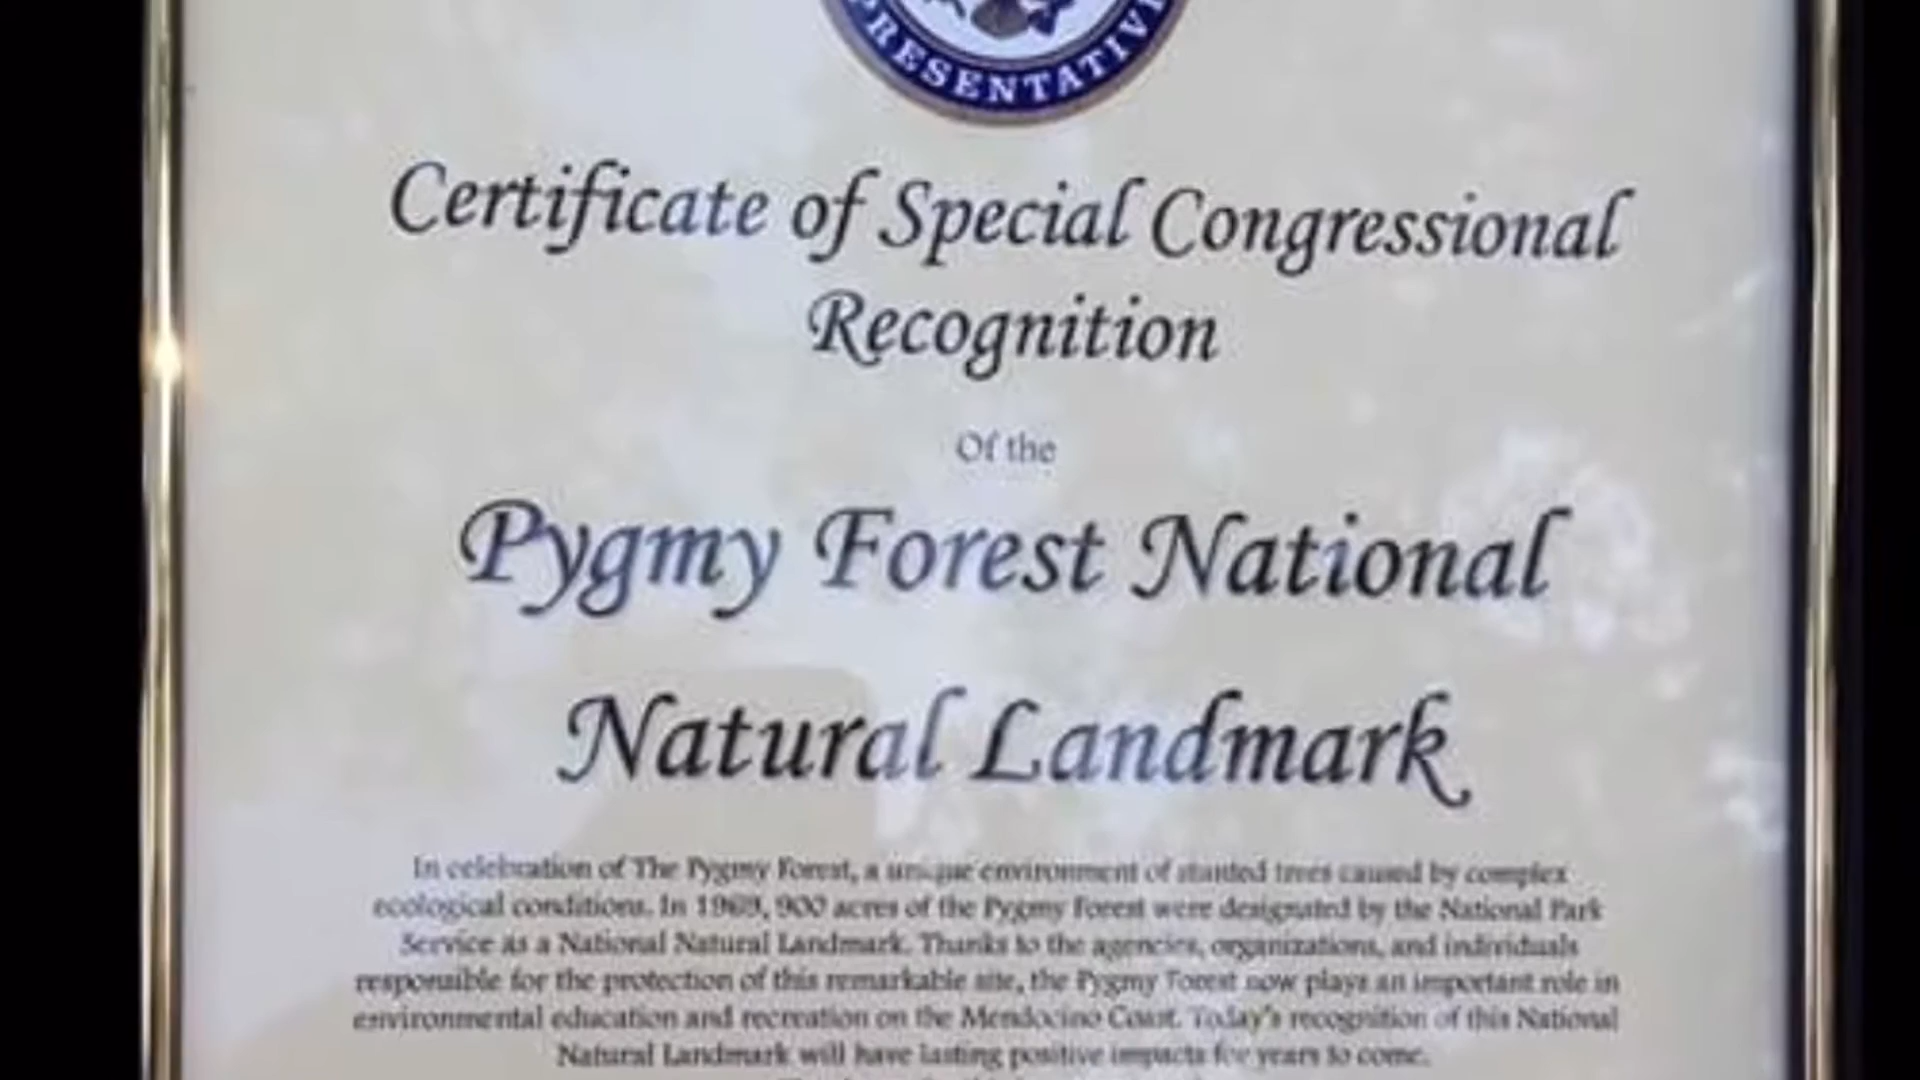 PRESENTATIV
Certificate of Special Congressional
Recognition
Of the
Pygmy Forest National
Natural Landmark
In celebration of The Pygmy Forest, a unique environment of stunted trees caused by complex
ecological conditions. In 1969, 900 acres of the Pygmy Forest were designated by the National Park
Service as a National Natural Landmark. Thanks to the agencies, organizations, and individuals
responsible for the protection of this remarkable site, the Pygmy Forest now plays an important role in
environmental education and recreation on the Mendocino Coast. Today's recognition of this National
Natural Landmark will have lasting positive impacts for years to come.